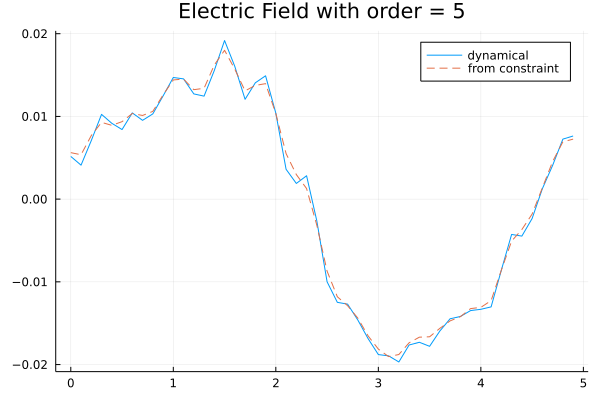 Electric Field with order = 5
0.02
dynamical
from constraint
0.01
0.00
−0.01
−0.02
0 1 2 3 4 5